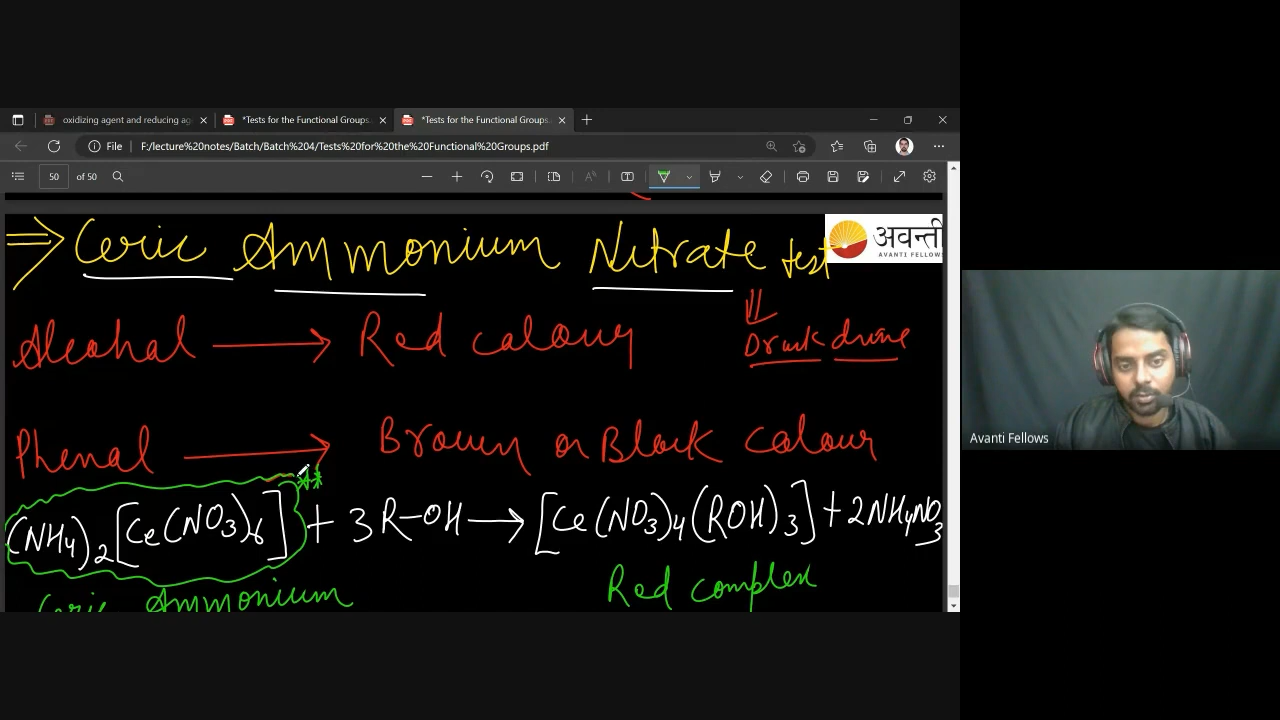 oxidizing agent and reducing ag
*Tests for the Functional Groups.
*Tests for the Functional Groups.
File F:/lecture%20notes/Batch/Batch%204/Tests%20for%20the%20Functional%20Groups.pdf
50 of 50
⇒ Ceric Ammonium Nitrate test
अवन्ती
AVANTI FELLOWS
Alcohal → Red colour
⇓
Drunk drive
Phenal → Brown or Black colour
**
(NH4)2[Ce(NO3)6] + 3R-OH → [Ce(NO3)4(ROH)3] + 2NH4NO3
Ceric Ammonium
Red complex
Avanti Fellows